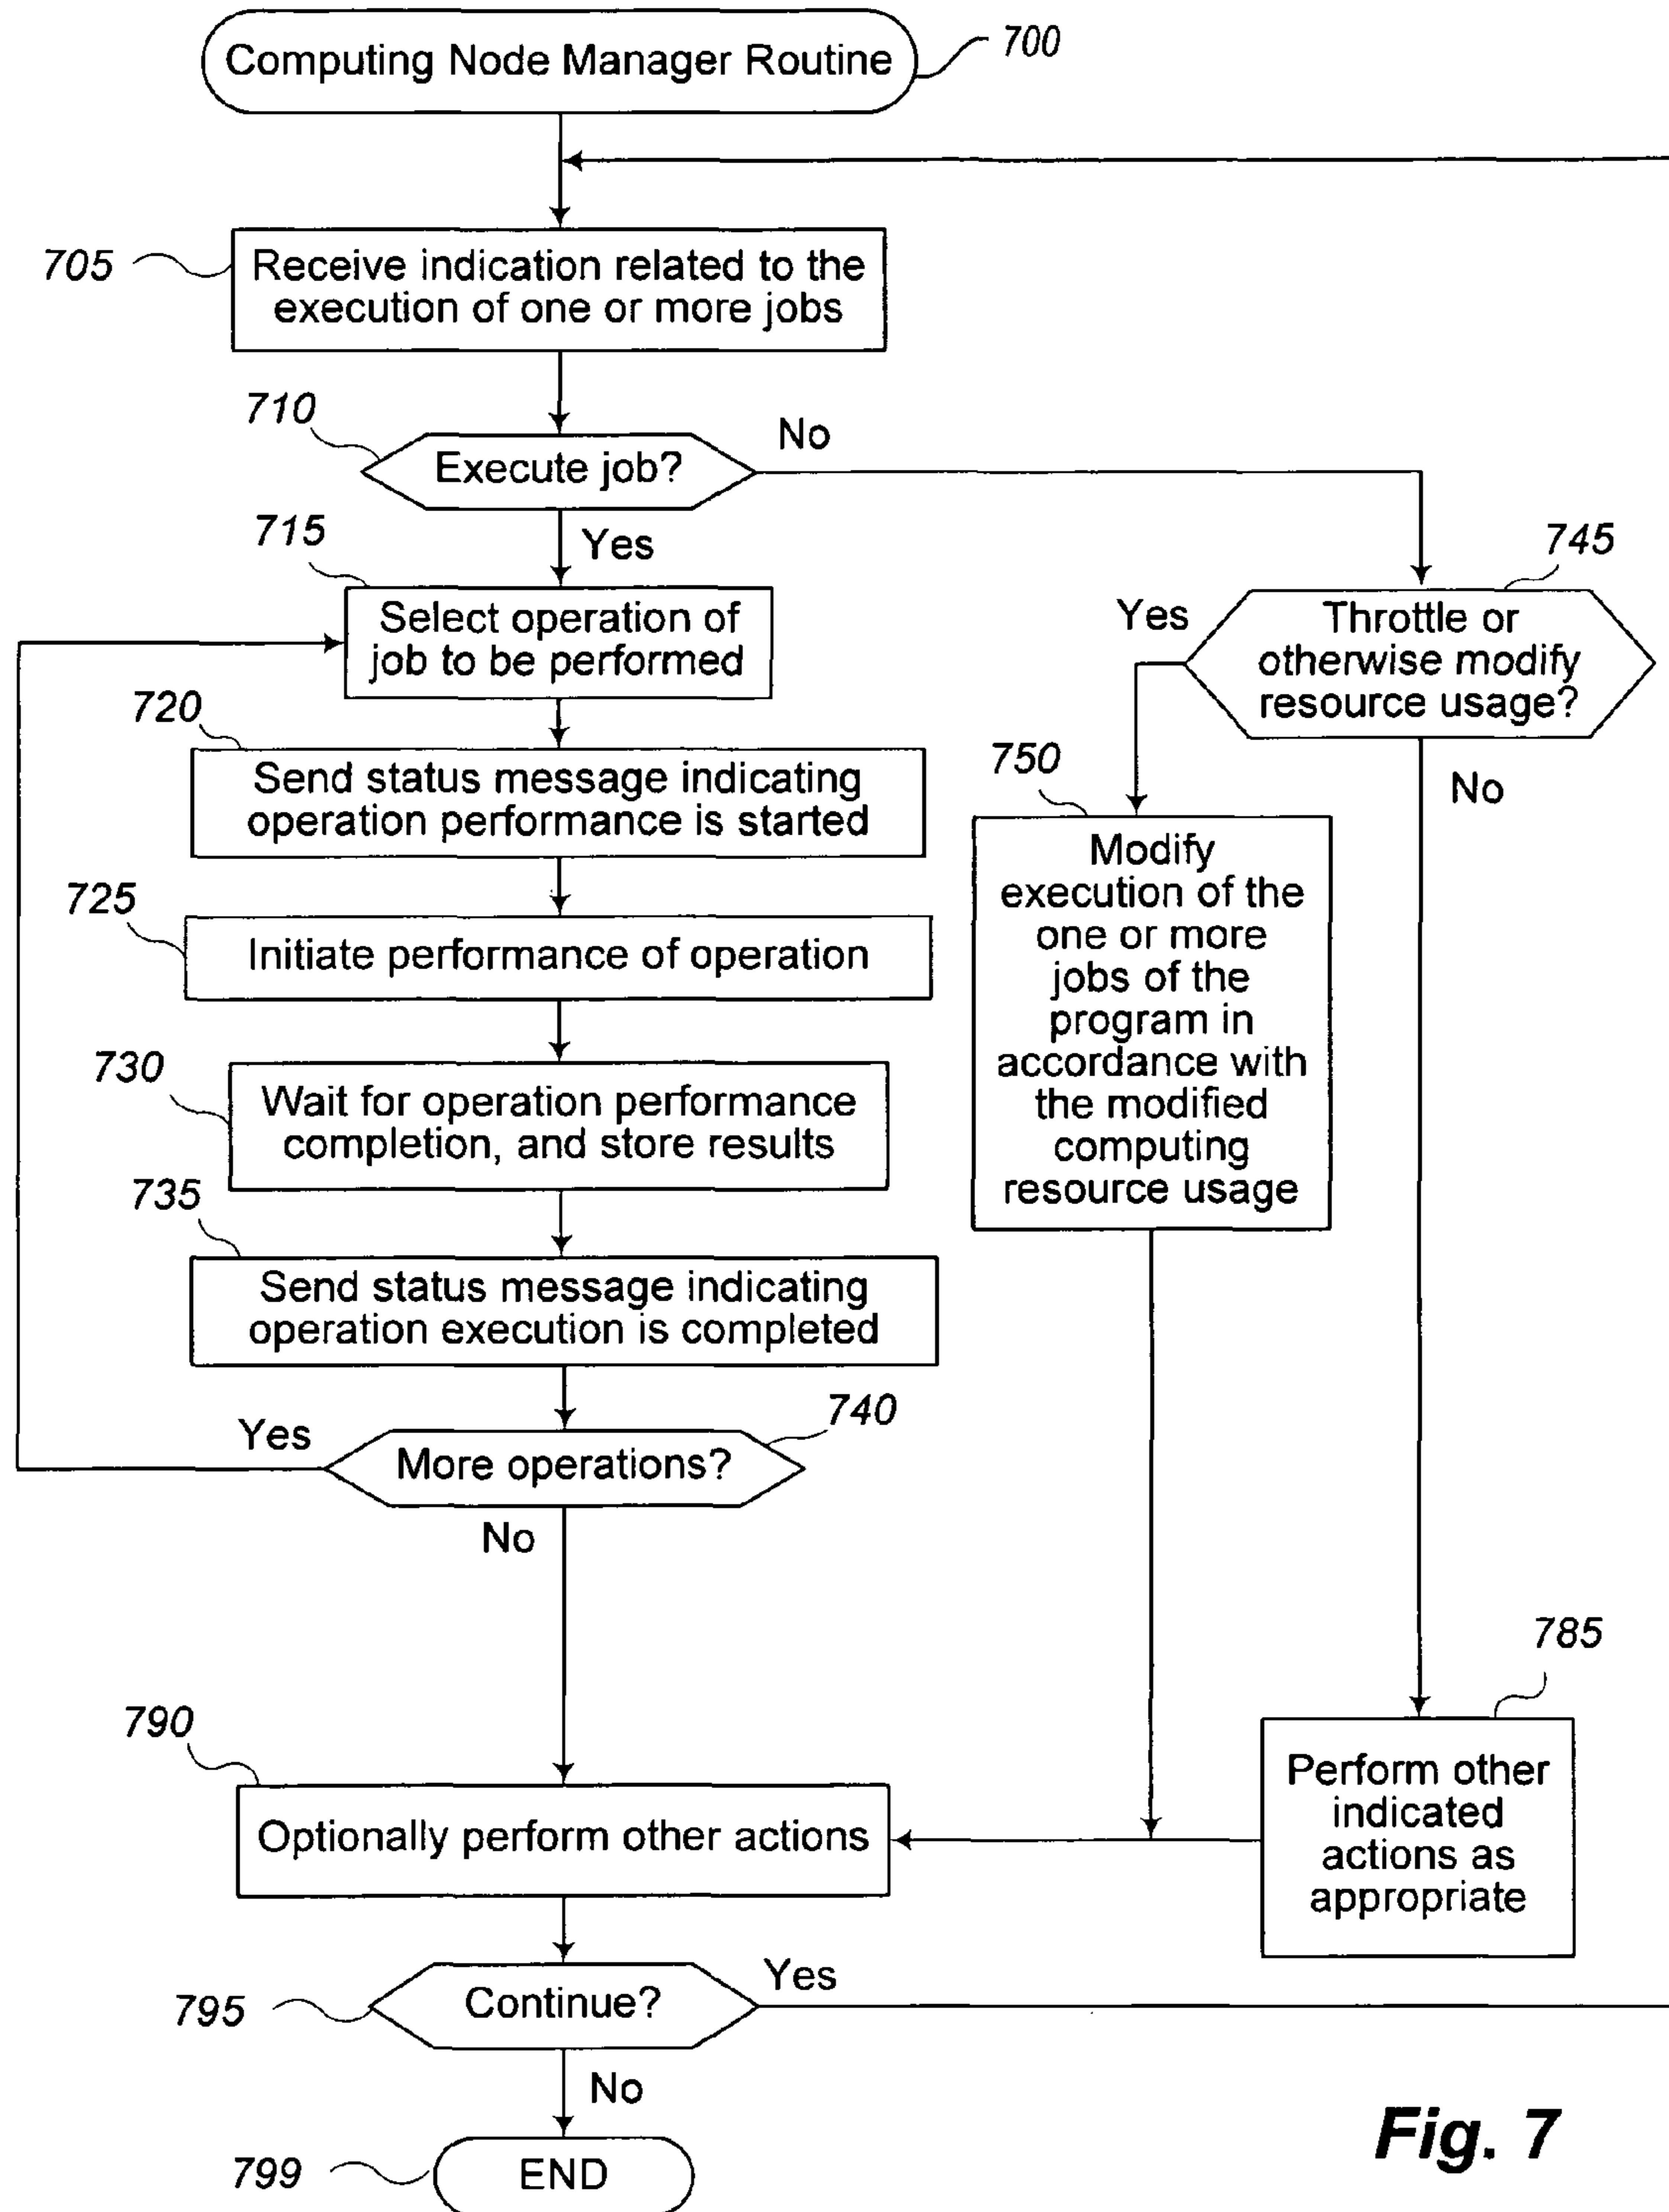 Computing Node Manager Routine
700
705
Receive indication related to the
execution of one or more jobs
710
Execute job?
No
Yes
715
Select operation of
job to be performed
720
Send status message indicating
operation performance is started
725
Initiate performance of operation
730
Wait for operation performance
completion, and store results
735
Send status message indicating
operation execution is completed
740
More operations?
Yes
No
745
Throttle or
otherwise modify
resource usage?
Yes
No
750
Modify
execution of the
one or more
jobs of the
program in
accordance with
the modified
computing
resource usage
785
Perform other
indicated
actions as
appropriate
790
Optionally perform other actions
795
Continue?
Yes
No
799
END
Fig. 7